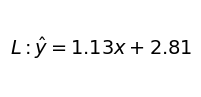 L : ŷ = 1.13x + 2.81